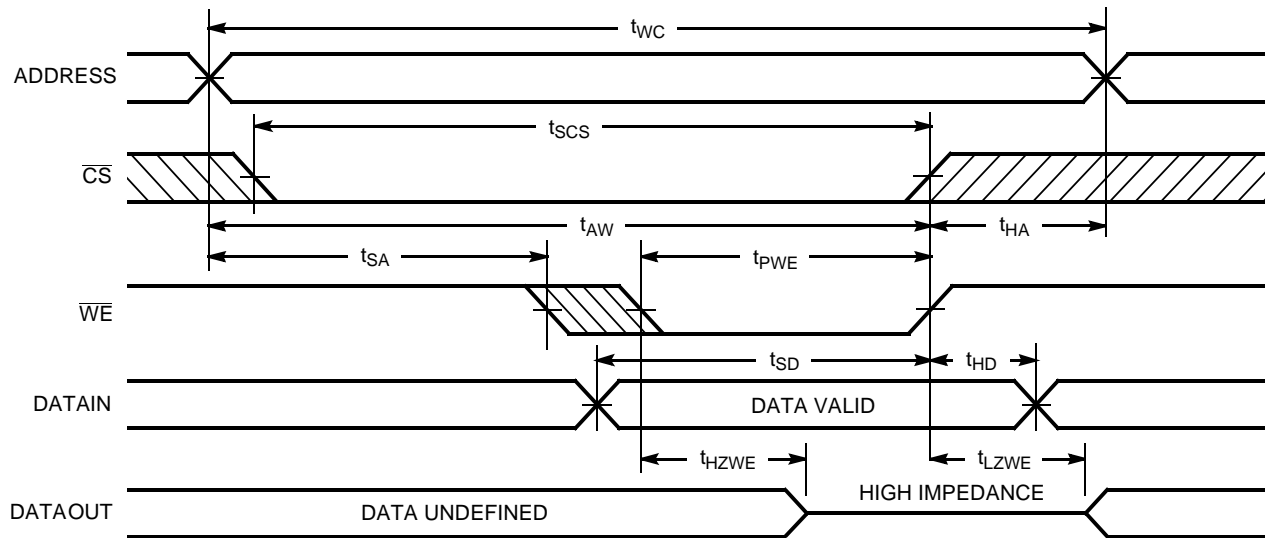 tWC
ADDRESS
tSCS
CS
tAW
tHA
tSA
tPWE
WE
tSD
tHD
DATAIN
DATA VALID
tHZWE
tLZWE
HIGH IMPEDANCE
DATAOUT
DATA UNDEFINED